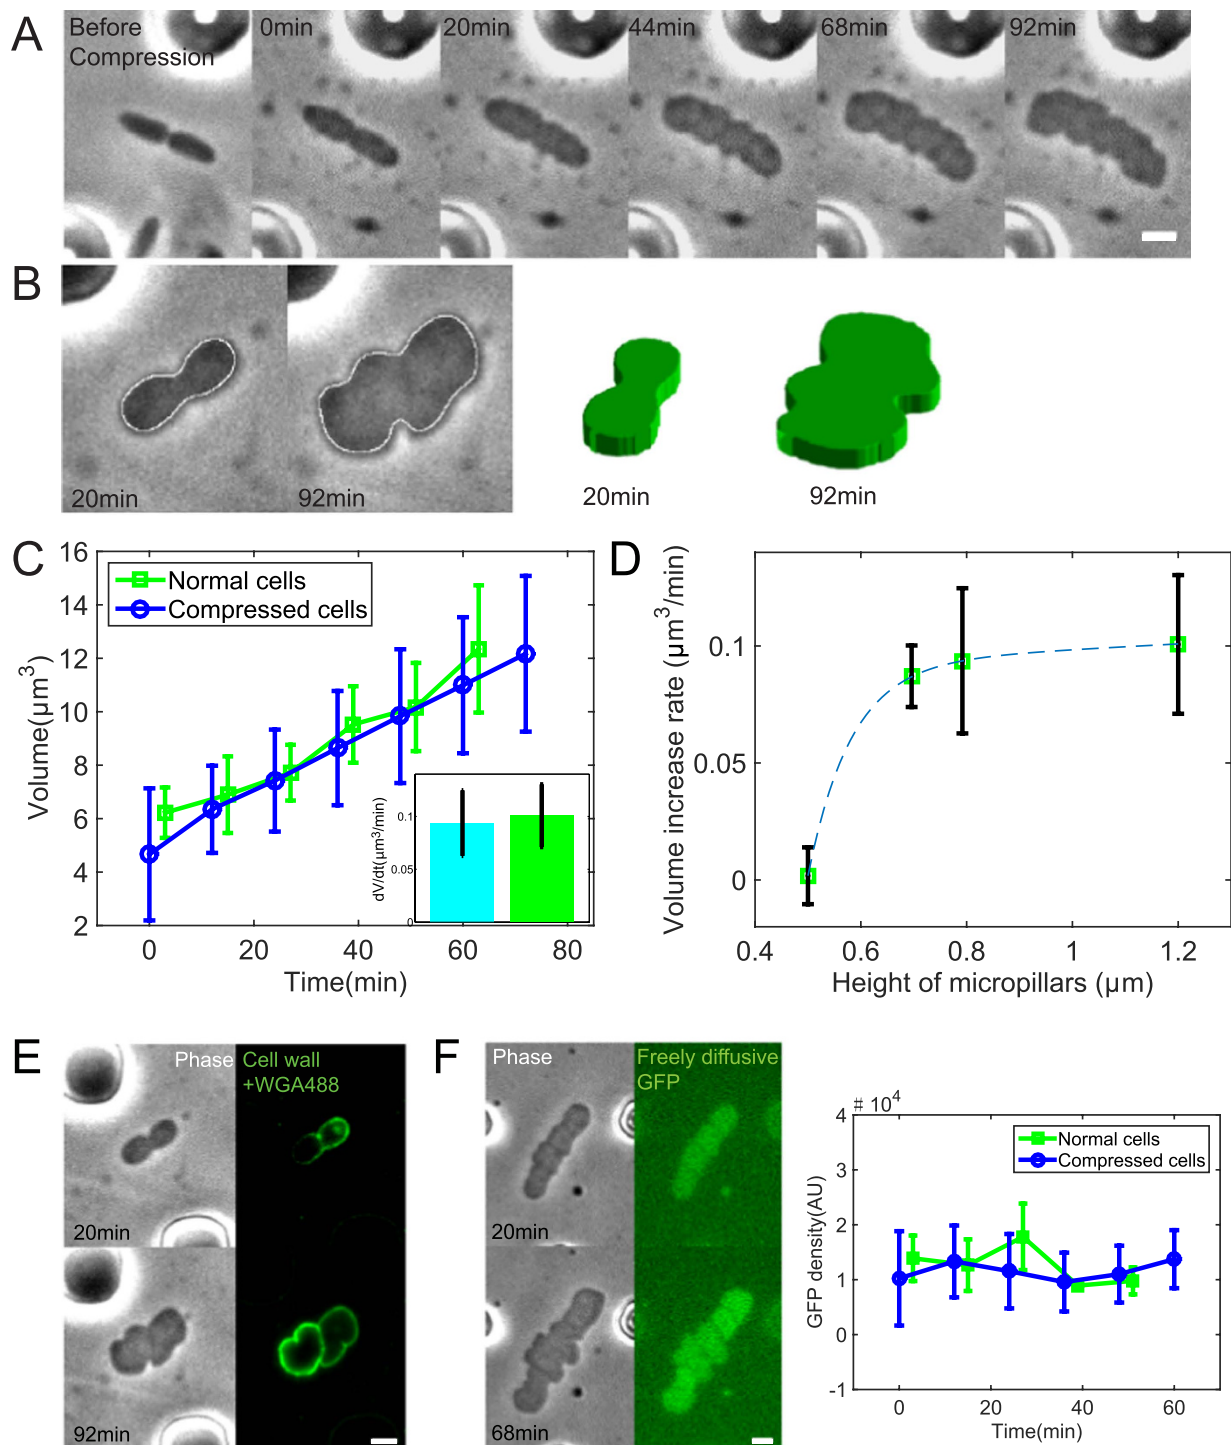 A
Before
Compression
0min
20min
44min
68min
92min
B
20min
92min
20min
92min
C
16
14
12
10
8
6
4
2
Volume(μm³)
Normal cells
Compressed cells
0.1
0.05
0
dV/dt(μm³/min)
0
20
40
60
80
Time(min)
D
0.1
0.05
0
Volume increase rate (μm³/min)
0.4
0.6
0.8
1
1.2
Height of micropillars (μm)
E
Phase
Cell wall
+WGA488
20min
92min
F
Phase
Freely diffusive
GFP
20min
68min
# 10⁴
4
3
2
1
0
-1
GFP density(AU)
Normal cells
Compressed cells
0
20
40
60
Time(min)